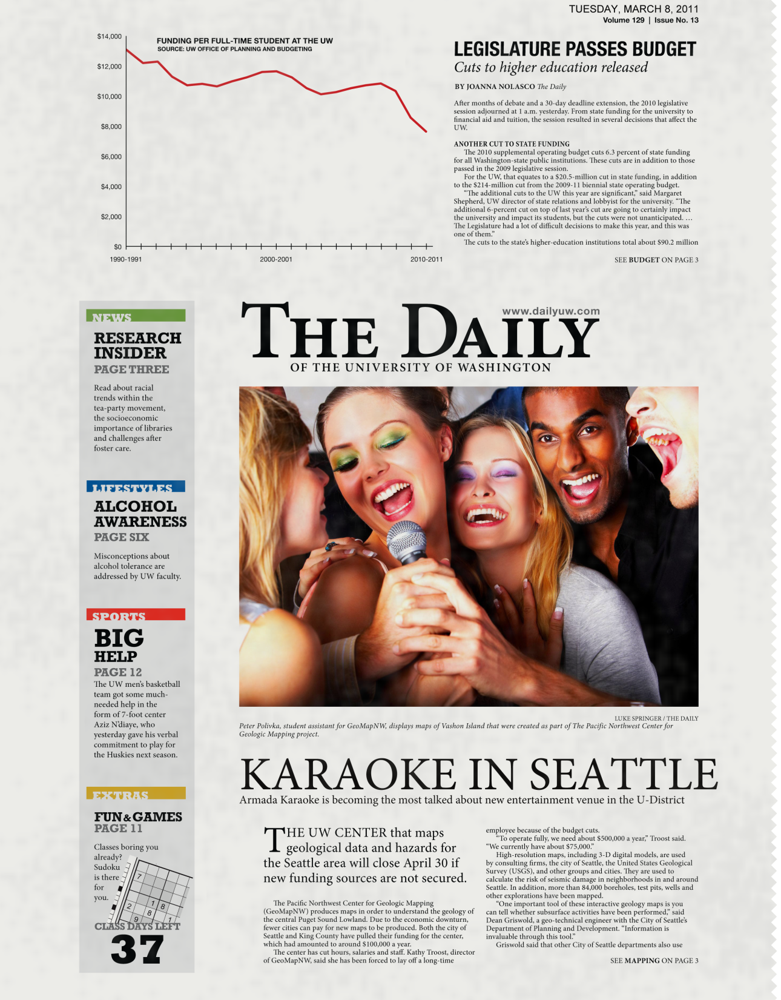 TUESDAY, MARCH 8, 2011
Volume 129 | Issue No. 13
FUNDING PER FULL-TIME STUDENT AT THE UW
SOURCE: UW OFFICE OF PLANNING AND BUDGETING
$14,000
$12,000
$10,000
$8,000
$6,000
$4,000
$2,000
$0
1990-1991
2000-2001
2010-2011
LEGISLATURE PASSES BUDGET
Cuts to higher education released
BY JOANNA NOLASCO The Daily
After months of debate and a 30-day deadline extension, the 2010 legislative
session adjourned at 1 a.m. yesterday. From state funding for the university to
financial aid and tuition, the session resulted in several decisions that affect the
UW.
ANOTHER CUT TO STATE FUNDING
The 2010 supplemental operating budget cuts 6.3 percent of state funding
for all Washington-state public institutions. These cuts are in addition to those
passed in the 2009 legislative session.
For the UW, that equates to a $20.5-million cut in state funding, in addition
to the $214-million cut from the 2009-11 biennial state operating budget.
“The additional cuts to the UW this year are significant,” said Margaret
Shepherd, UW director of state relations and lobbyist for the university. “The
additional 6-percent cut on top of last year’s cut are going to certainly impact
the university and impact its students, but the cuts were not unanticipated. …
The Legislature had a lot of difficult decisions to make this year, and this was
one of them.”
The cuts to the state’s higher-education institutions total about $90.2 million
SEE BUDGET ON PAGE 3
THE DAILY
www.dailyuw.com
OF THE UNIVERSITY OF WASHINGTON
NEWS
RESEARCH
INSIDER
PAGE THREE
Read about racial
trends within the
tea-party movement,
the socioeconomic
importance of libraries
and challenges after
foster care.
LIFESTYLES
ALCOHOL
AWARENESS
PAGE SIX
Misconceptions about
alcohol tolerance are
addressed by UW faculty.
SPORTS
BIG
HELP
PAGE 12
The UW men’s basketball
team got some much-
needed help in the
form of 7-foot center
Aziz N’diaye, who
yesterday gave his verbal
commitment to play for
the Huskies next season.
EXTRAS
FUN & GAMES
PAGE 11
Classes boring you
already?
Sudoku
is there
for
you.
7
2 1 8
8
9 1
CLASS DAYS LEFT
37
LUKE SPRINGER / THE DAILY
Peter Polivka, student assistant for GeoMapNW, displays maps of Vashon Island that were created as part of The Pacific Northwest Center for
Geologic Mapping project.
KARAOKE IN SEATTLE
Armada Karaoke is becoming the most talked about new entertainment venue in the U-District
THE UW CENTER that maps
geological data and hazards for
the Seattle area will close April 30 if
new funding sources are not secured.
The Pacific Northwest Center for Geologic Mapping
(GeoMapNW) produces maps in order to understand the geology of
the central Puget Sound Lowland. Due to the economic downturn,
fewer cities can pay for new maps to be produced. Both the city of
Seattle and King County have pulled their funding for the center,
which had amounted to around $100,000 a year.
The center has cut hours, salaries and staff. Kathy Troost, director
of GeoMapNW, said she has been forced to lay off a long-time
employee because of the budget cuts.
“To operate fully, we need about $500,000 a year,” Troost said.
“We currently have about $75,000.”
High-resolution maps, including 3-D digital models, are used
by consulting firms, the city of Seattle, the United States Geological
Survey (USGS), and other groups and cities. They are used to
calculate the risk of seismic damage in neighborhoods in and around
Seattle. In addition, more than 84,000 boreholes, test pits, wells and
other explorations have been mapped.
“One important tool of these interactive geology maps is you
can tell whether subsurface activities have been performed,” said
Dean Griswold, a geo-technical engineer with the City of Seattle’s
Department of Planning and Development. “Information is
invaluable through this tool.”
Griswold said that other City of Seattle departments also use
SEE MAPPING ON PAGE 3